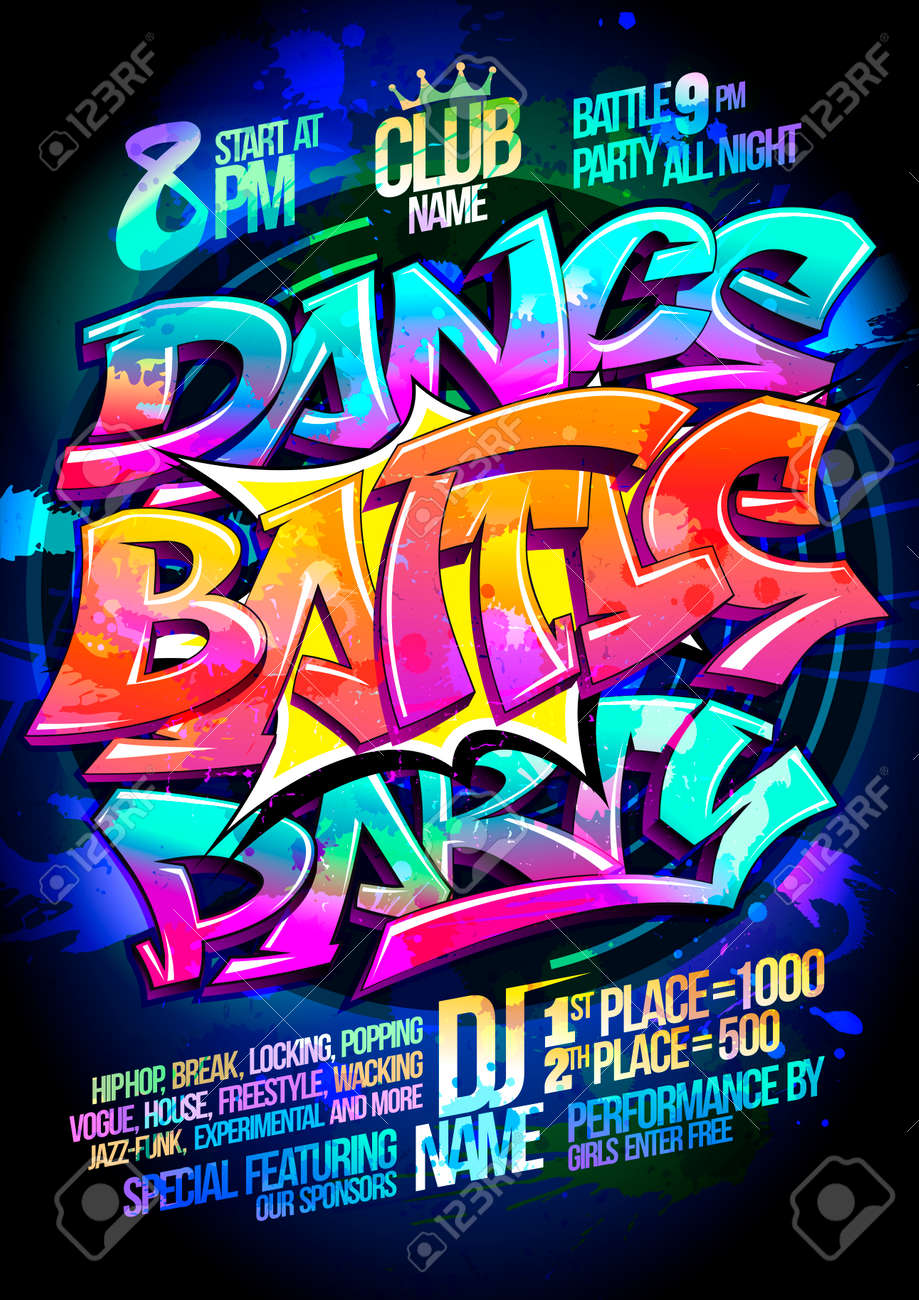 8 START AT
PM
CLUB
NAME
BATTLE 9 PM
PARTY ALL NIGHT
DANCE
BATTLE
PARTY
HIPHOP, BREAK, LOCKING, POPPING
VOGUE, HOUSE, FREESTYLE, WACKING
JAZZ-FUNK, EXPERIMENTAL AND MORE
SPECIAL FEATURING
OUR SPONSORS
DJ
NAME
1ST PLACE=1000
2TH PLACE=500
PERFORMANCE BY
GIRLS ENTER FREE
123RF